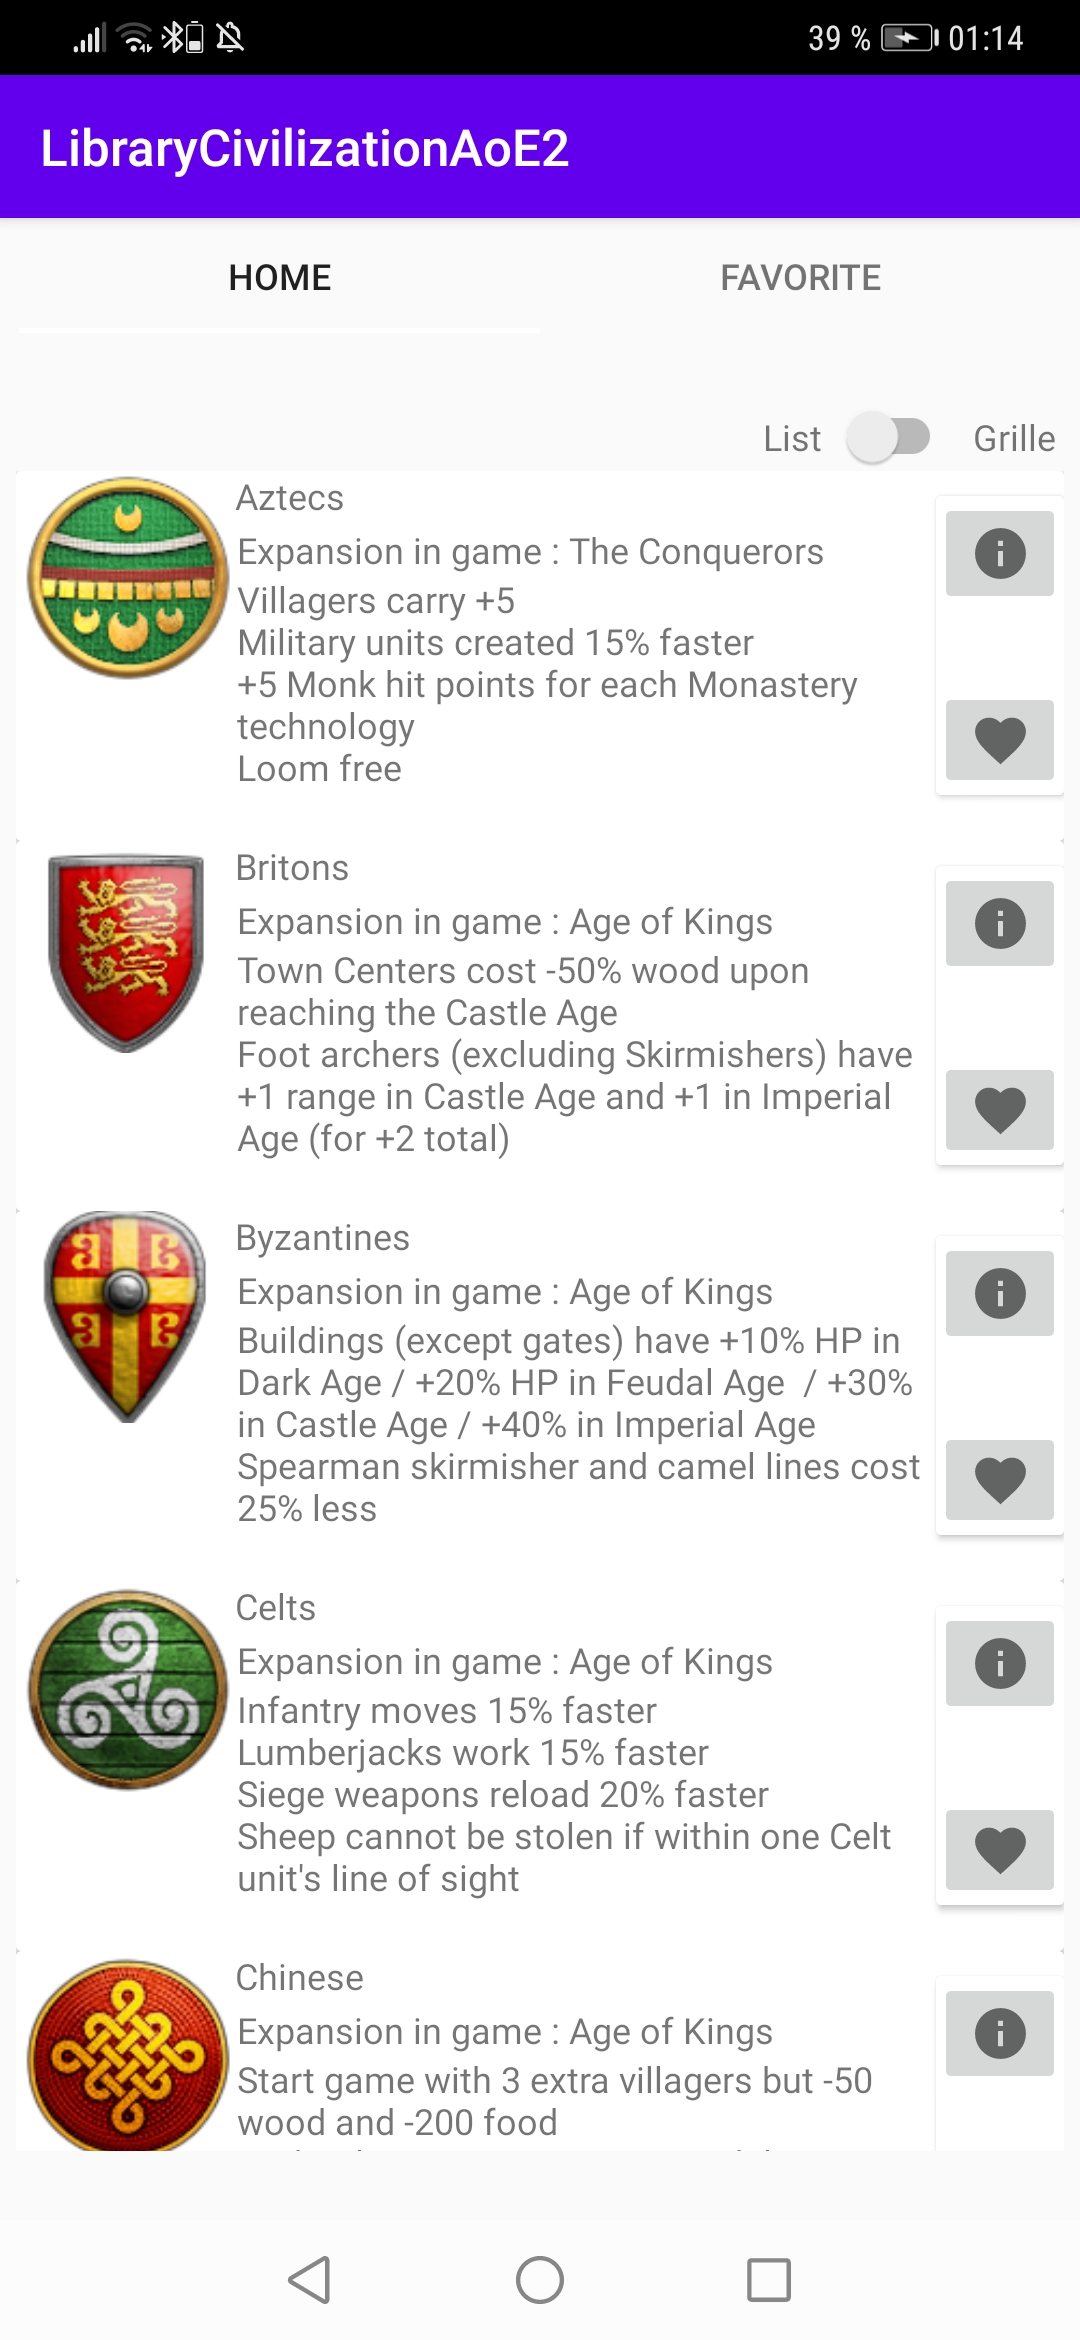 39 % 01:14
LibraryCivilizationAoE2
HOME FAVORITE
List Grille
Aztecs
Expansion in game : The Conquerors
Villagers carry +5
Military units created 15% faster
+5 Monk hit points for each Monastery
technology
Loom free
Britons
Expansion in game : Age of Kings
Town Centers cost -50% wood upon
reaching the Castle Age
Foot archers (excluding Skirmishers) have
+1 range in Castle Age and +1 in Imperial
Age (for +2 total)
Byzantines
Expansion in game : Age of Kings
Buildings (except gates) have +10% HP in
Dark Age / +20% HP in Feudal Age  / +30%
in Castle Age / +40% in Imperial Age
Spearman skirmisher and camel lines cost
25% less
Celts
Expansion in game : Age of Kings
Infantry moves 15% faster
Lumberjacks work 15% faster
Siege weapons reload 20% faster
Sheep cannot be stolen if within one Celt
unit's line of sight
Chinese
Expansion in game : Age of Kings
Start game with 3 extra villagers but -50
wood and -200 food